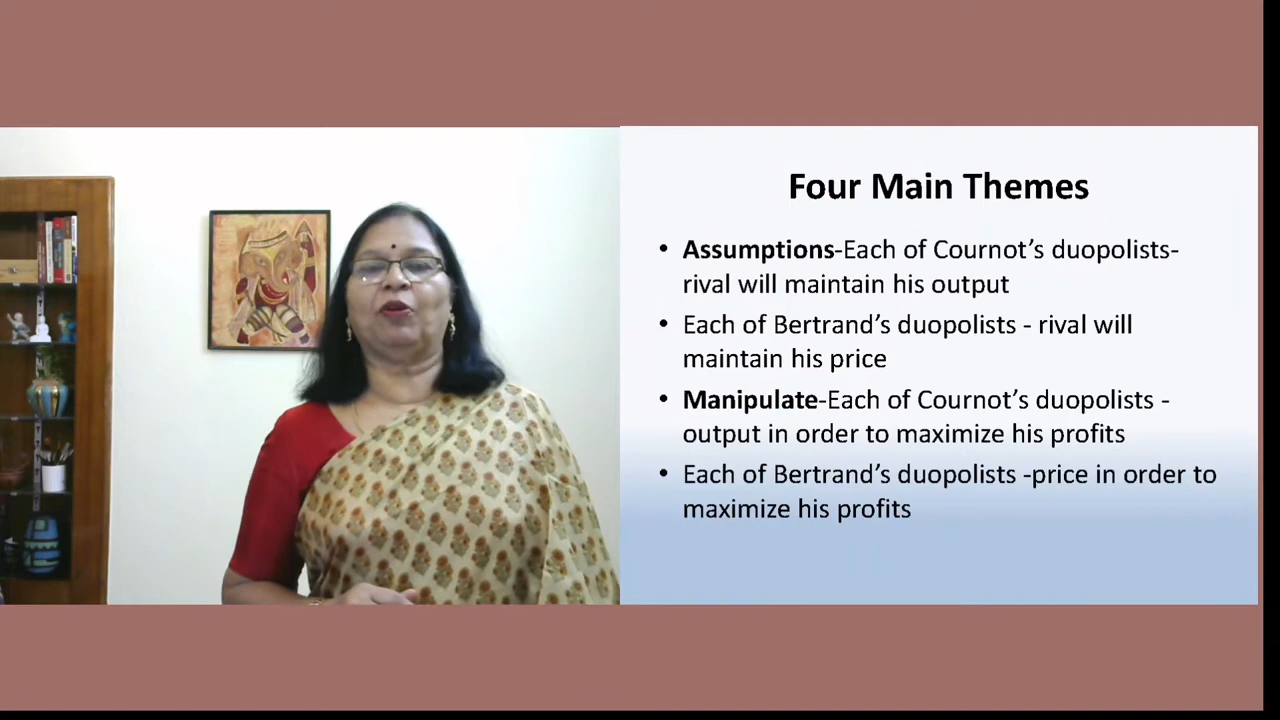 Four Main Themes
• Assumptions-Each of Cournot’s duopolists-
rival will maintain his output
• Each of Bertrand’s duopolists - rival will
maintain his price
• Manipulate-Each of Cournot’s duopolists -
output in order to maximize his profits
• Each of Bertrand’s duopolists -price in order to
maximize his profits